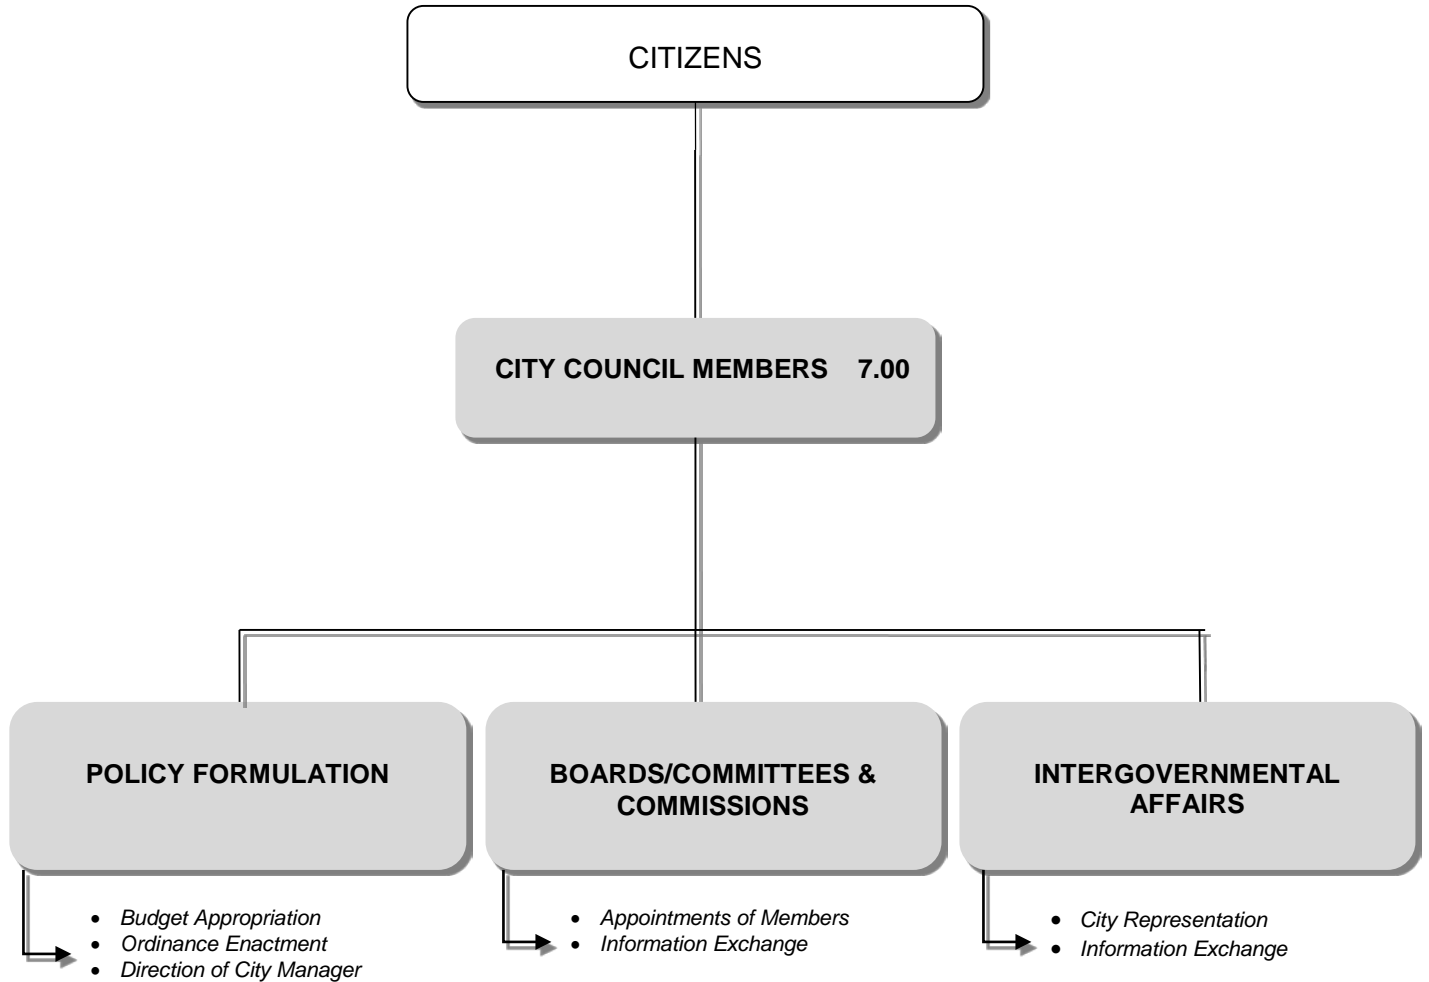 CITIZENS
CITY COUNCIL MEMBERS 7.00
POLICY FORMULATION
BOARDS/COMMITTEES &
COMMISSIONS
INTERGOVERNMENTAL
AFFAIRS
• Budget Appropriation
• Ordinance Enactment
• Direction of City Manager
• Appointments of Members
• Information Exchange
• City Representation
• Information Exchange